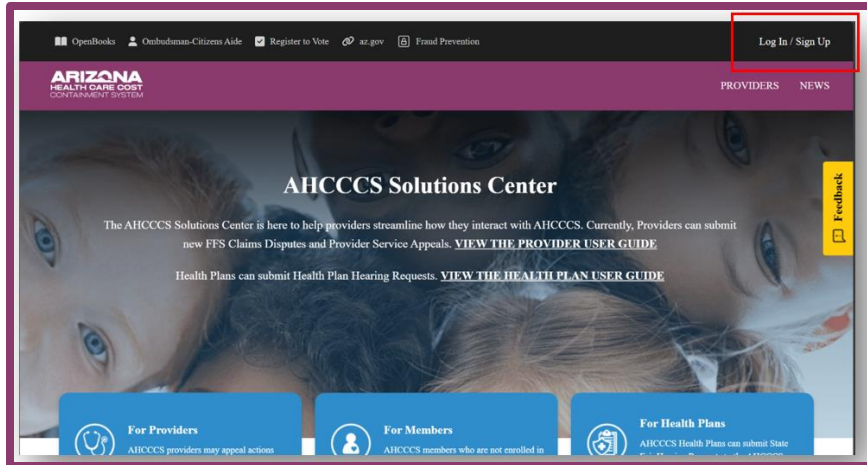 OpenBooks Ombudsman-Citizens Aide Register to Vote az.gov Fraud Prevention Log In / Sign Up
ARIZONA
HEALTH CARE COST
CONTAINMENT SYSTEM
PROVIDERS NEWS
AHCCCS Solutions Center
The AHCCCS Solutions Center is here to help providers streamline how they interact with AHCCCS. Currently, Providers can submit
new FFS Claims Disputes and Provider Service Appeals. VIEW THE PROVIDER USER GUIDE
Health Plans can submit Health Plan Hearing Requests. VIEW THE HEALTH PLAN USER GUIDE
Feedback
For Providers
AHCCCS providers may appeal actions
For Members
AHCCCS members who are not enrolled in
For Health Plans
AHCCCS Health Plans can submit State